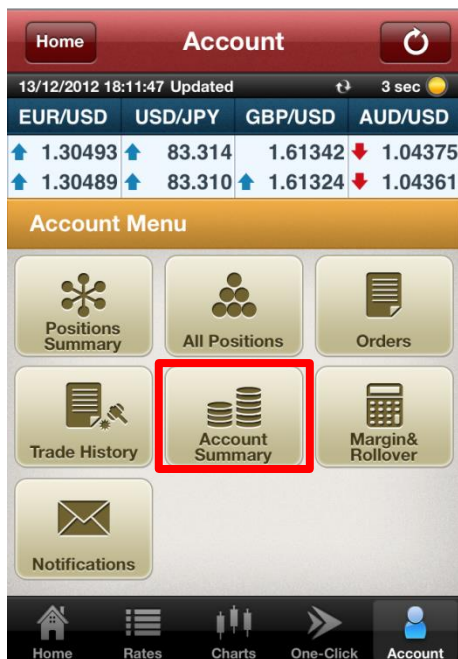 Home Account
13/12/2012 18:11:47 Updated 3 sec
EUR/USD USD/JPY GBP/USD AUD/USD
1.30493 83.314 1.61342 1.04375
1.30489 83.310 1.61324 1.04361
Account Menu
Positions
Summary
All Positions
Orders
Trade History
Account
Summary
Margin&
Rollover
Notifications
Home Rates Charts One-Click Account